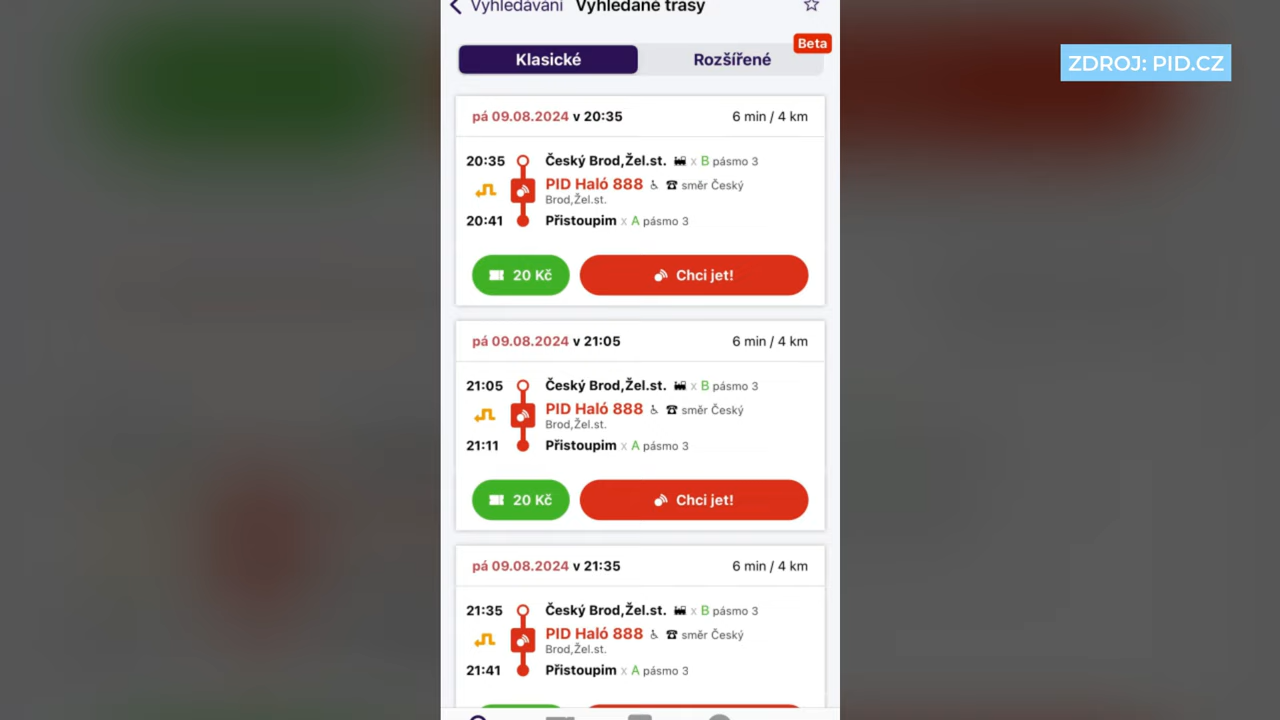 Vyhledávání Vyhledané trasy
Beta
Klasické Rozšířené
ZDROJ: PID.CZ
pá 09.08.2024 v 20:35 6 min / 4 km
20:35 Český Brod,Žel.st. x B pásmo 3
PID Haló 888 směr Český
Brod,Žel.st.
20:41 Přistoupim x A pásmo 3
20 Kč Chci jet!
pá 09.08.2024 v 21:05 6 min / 4 km
21:05 Český Brod,Žel.st. x B pásmo 3
PID Haló 888 směr Český
Brod,Žel.st.
21:11 Přistoupim x A pásmo 3
20 Kč Chci jet!
pá 09.08.2024 v 21:35 6 min / 4 km
21:35 Český Brod,Žel.st. x B pásmo 3
PID Haló 888 směr Český
Brod,Žel.st.
21:41 Přistoupim x A pásmo 3